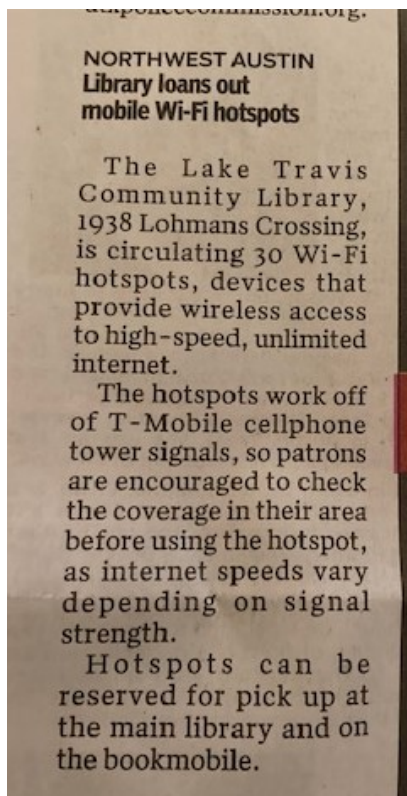 NORTHWEST AUSTIN
Library loans out
mobile Wi-Fi hotspots
The Lake Travis
Community Library,
1938 Lohmans Crossing,
is circulating 30 Wi-Fi
hotspots, devices that
provide wireless access
to high-speed, unlimited
internet.
The hotspots work off
of T-Mobile cellphone
tower signals, so patrons
are encouraged to check
the coverage in their area
before using the hotspot,
as internet speeds vary
depending on signal
strength.
Hotspots can be
reserved for pick up at
the main library and on
the bookmobile.